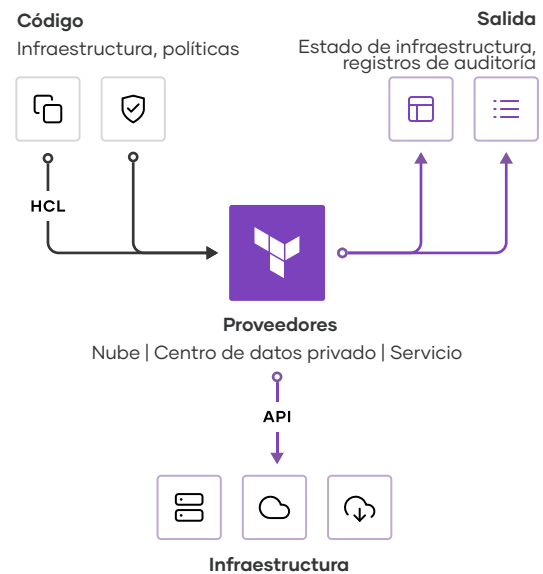 Código
Infraestructura, políticas
Salida
Estado de infraestructura,
registros de auditoría
HCL
Proveedores
Nube | Centro de datos privado | Servicio
API
Infraestructura